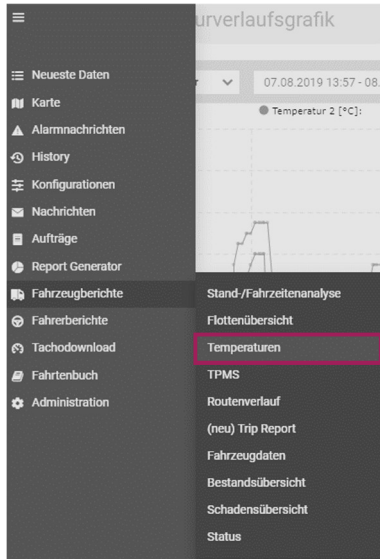 urverlaufsgrafik
07.08.2019 13:57 - 08.
Temperatur 2 [°C]:
Neueste Daten
Karte
Alarmnachrichten
History
Konfigurationen
Nachrichten
Aufträge
Report Generator
Fahrzeugberichte
Fahrerberichte
Tachodownload
Fahrtenbuch
Administration
Stand-/Fahrzeitenanalyse
Flottenübersicht
Temperaturen
TPMS
Routenverlauf
(neu) Trip Report
Fahrzeugdaten
Bestandsübersicht
Schadensübersicht
Status